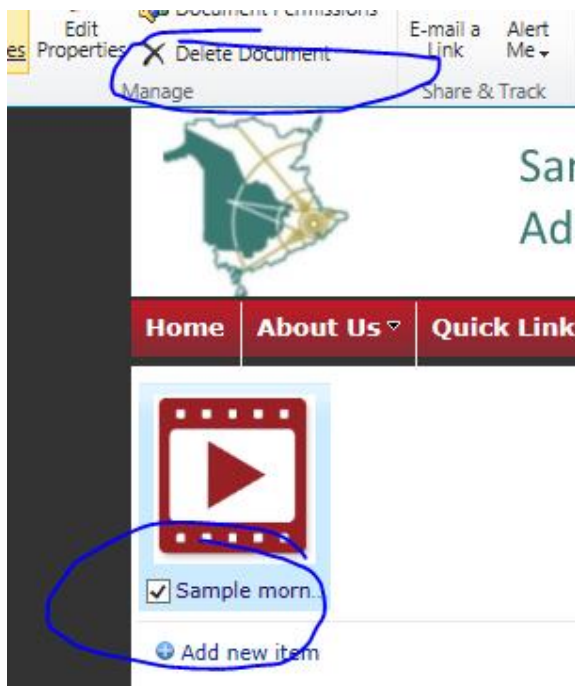 Document Permissions
Edit
Properties
es
Delete Document
Manage
E-mail a
Link
Alert
Me
Share & Track
Sar
Ad
Home
About Us
Quick Link
Sample morn...
Add new item